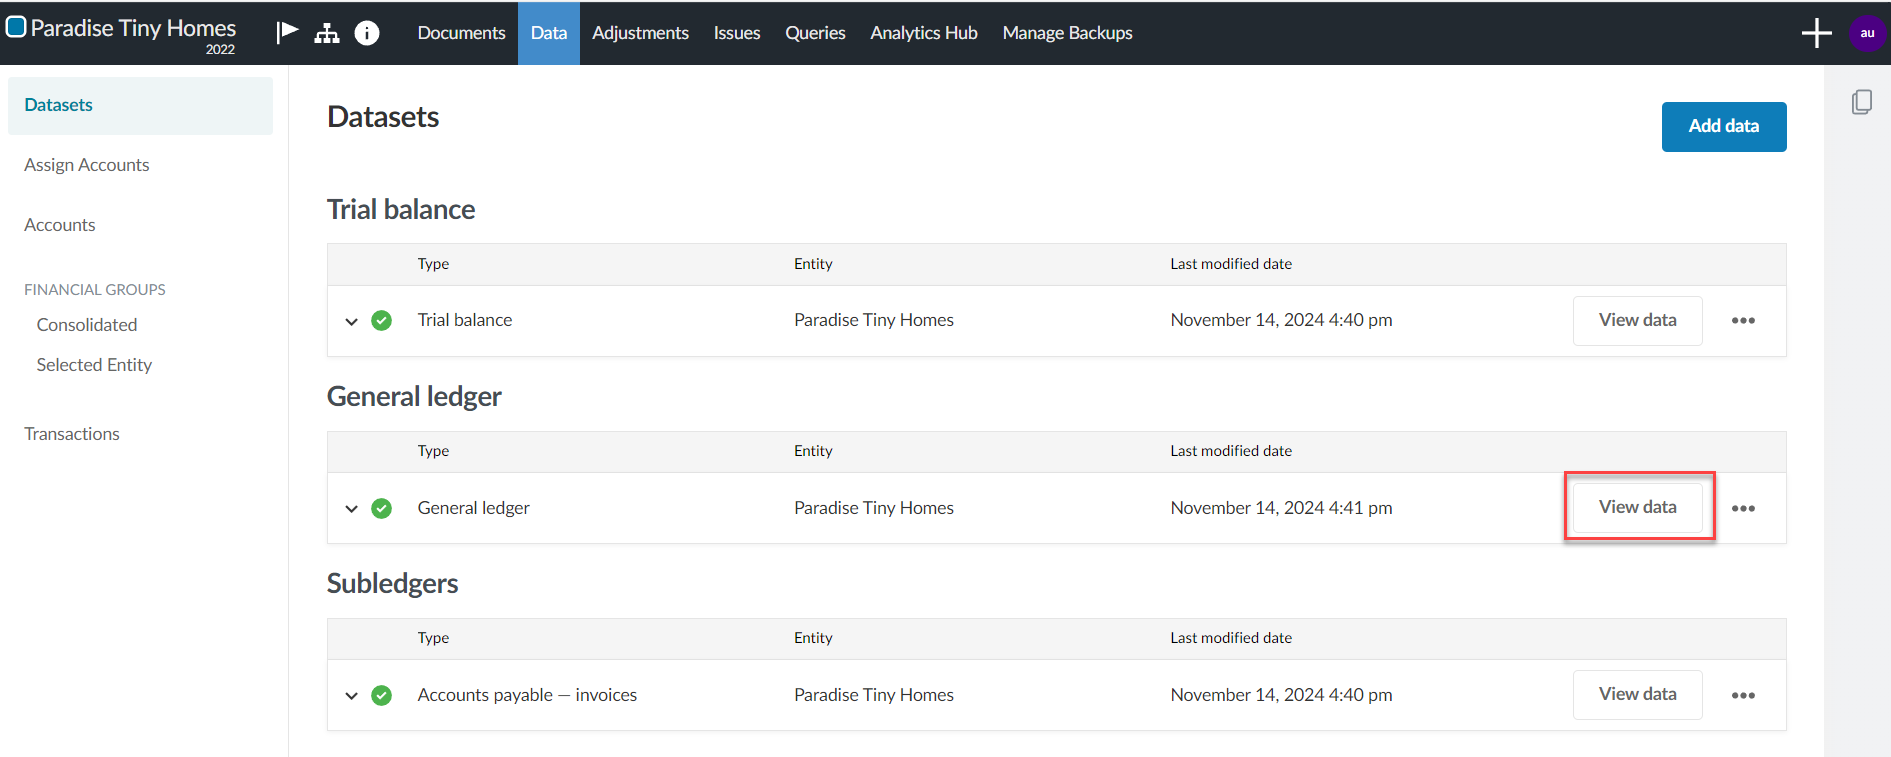 Paradise Tiny Homes
2022
Documents Data Adjustments Issues Queries Analytics Hub Manage Backups
au
Datasets
Assign Accounts
Accounts
FINANCIAL GROUPS
Consolidated
Selected Entity
Transactions
Datasets
Add data
Trial balance
Type Entity Last modified date
Trial balance Paradise Tiny Homes November 14, 2024 4:40 pm View data
General ledger
Type Entity Last modified date
General ledger Paradise Tiny Homes November 14, 2024 4:41 pm View data
Subledgers
Type Entity Last modified date
Accounts payable — invoices Paradise Tiny Homes November 14, 2024 4:40 pm View data